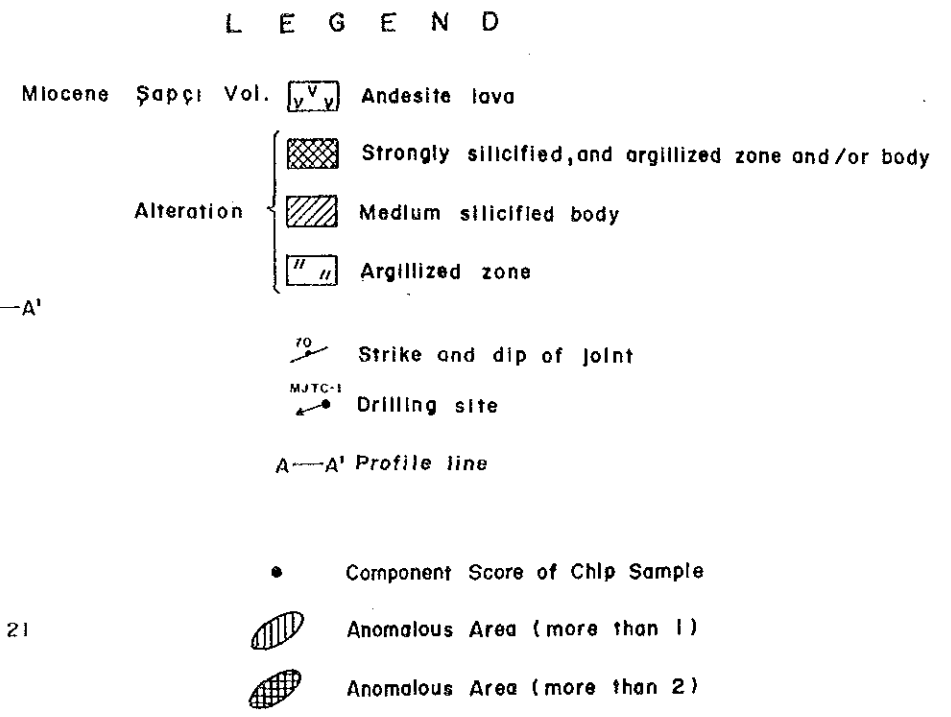 L E G E N D
Miocene Şapçı Vol. Andesite lava
Strongly silicified, and argillized zone and/or body
Alteration Medium silicified body
Argillized zone
—A'
70 Strike and dip of joint
MJTC-1 Drilling site
A—A' Profile line
Component Score of Chip Sample
21 Anomalous Area (more than 1)
Anomalous Area (more than 2)